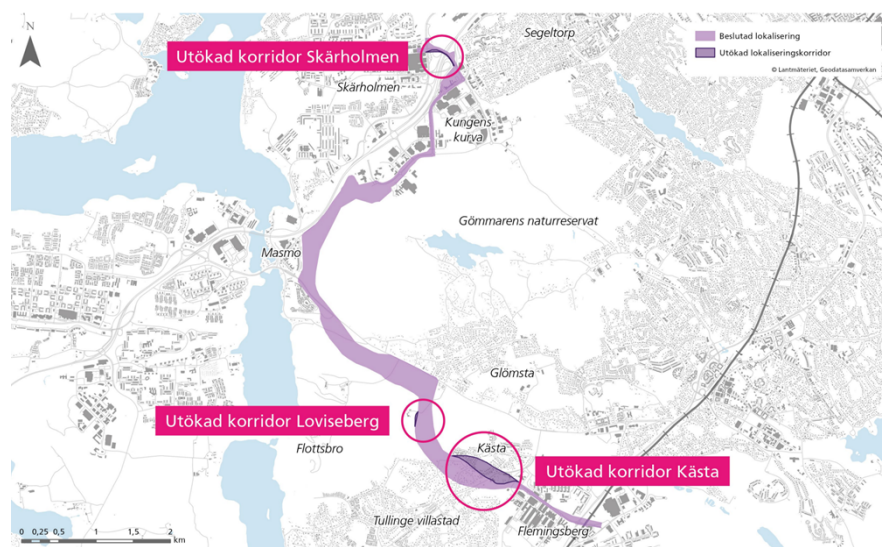 N
Utökad korridor Skärholmen
Segeltorp
Beslutad lokalisering
Utökad lokaliseringskorridor
© Lantmäteriet, Geodatasamverkan
Skärholmen
Kungens-
kurva
Gömmarens naturreservat
Masmo
Glömsta
Utökad korridor Loviseberg
Flottsbro
Kästa
Utökad korridor Kästa
Tullinge villastad
Flemingsberg
0 0,25 0,5 1 1,5 2
km